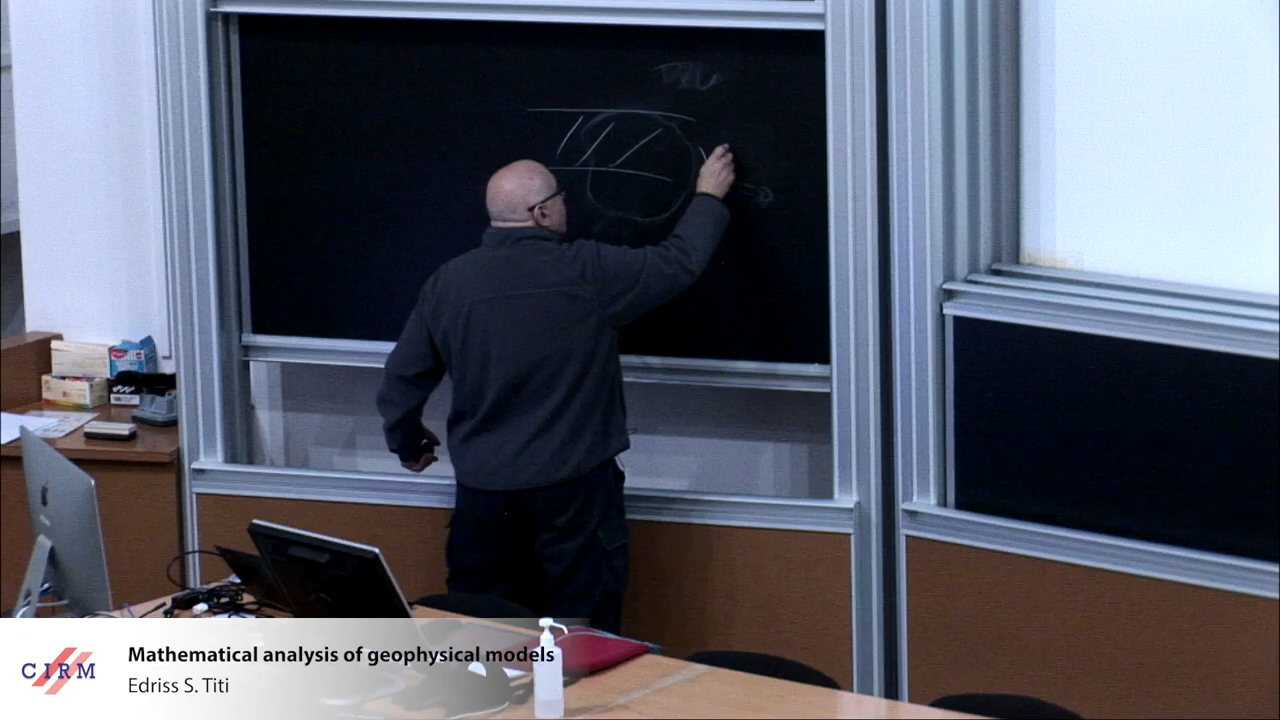 CIRM
Mathematical analysis of geophysical models
Edriss S. Titi